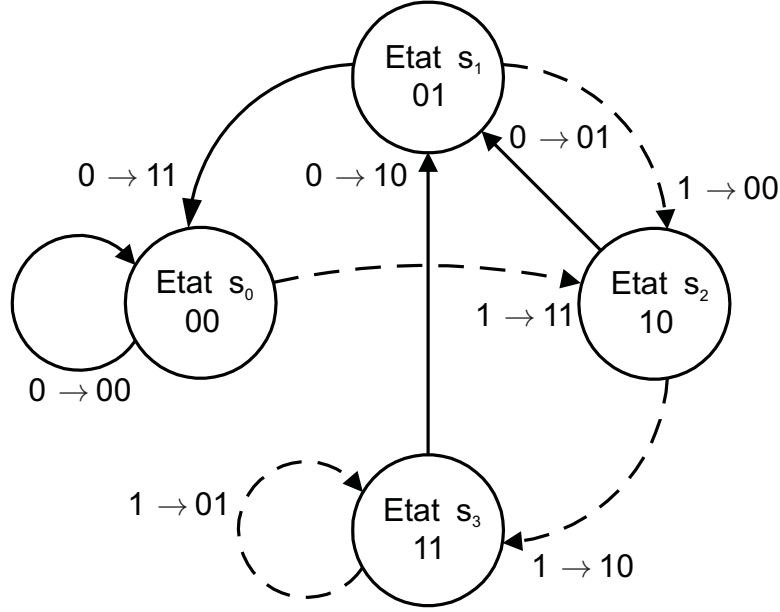 Etat s₁
01
0 → 01
0 → 11
0 → 10
1 → 00
Etat s₀
00
Etat s₂
10
1 → 11
0 → 00
Etat s₃
11
1 → 01
1 → 10